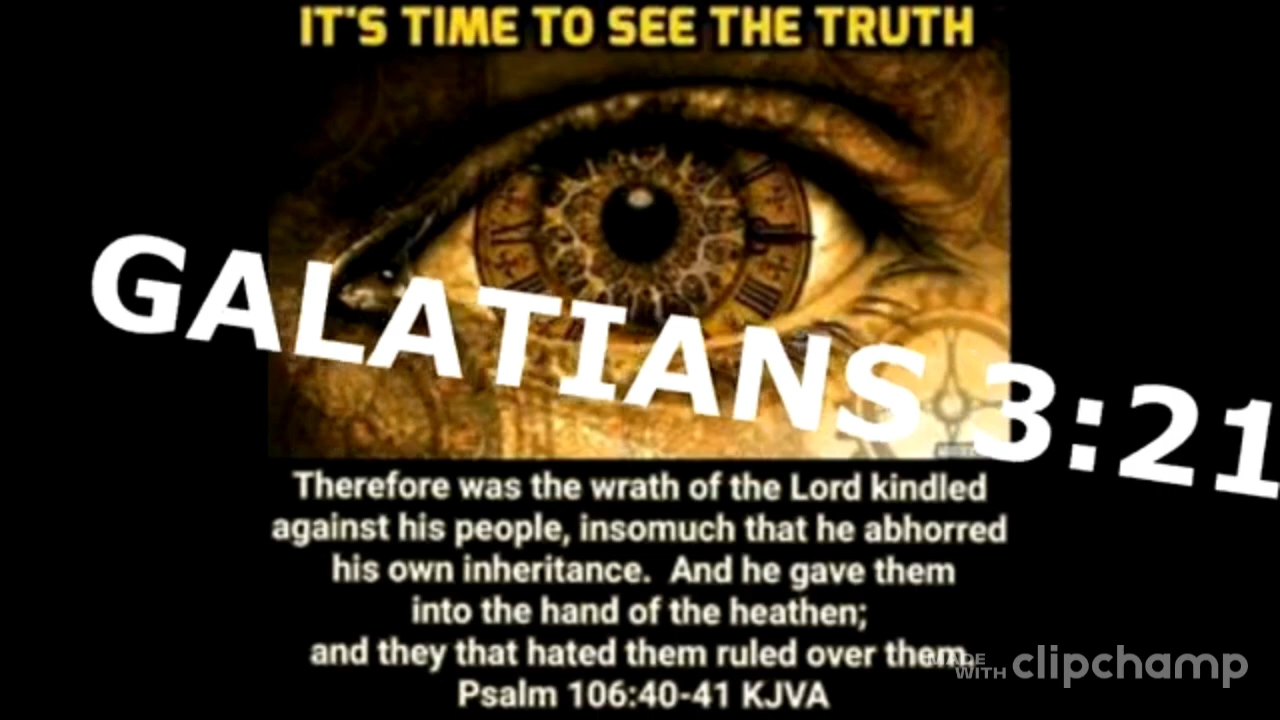 IT'S TIME TO SEE THE TRUTH
GALATIANS 3:21
Therefore was the wrath of the Lord kindled
against his people, insomuch that he abhorred
his own inheritance. And he gave them
into the hand of the heathen;
and they that hated them ruled over them.
Psalm 106:40-41 KJVA
MADE
WITH clipchamp